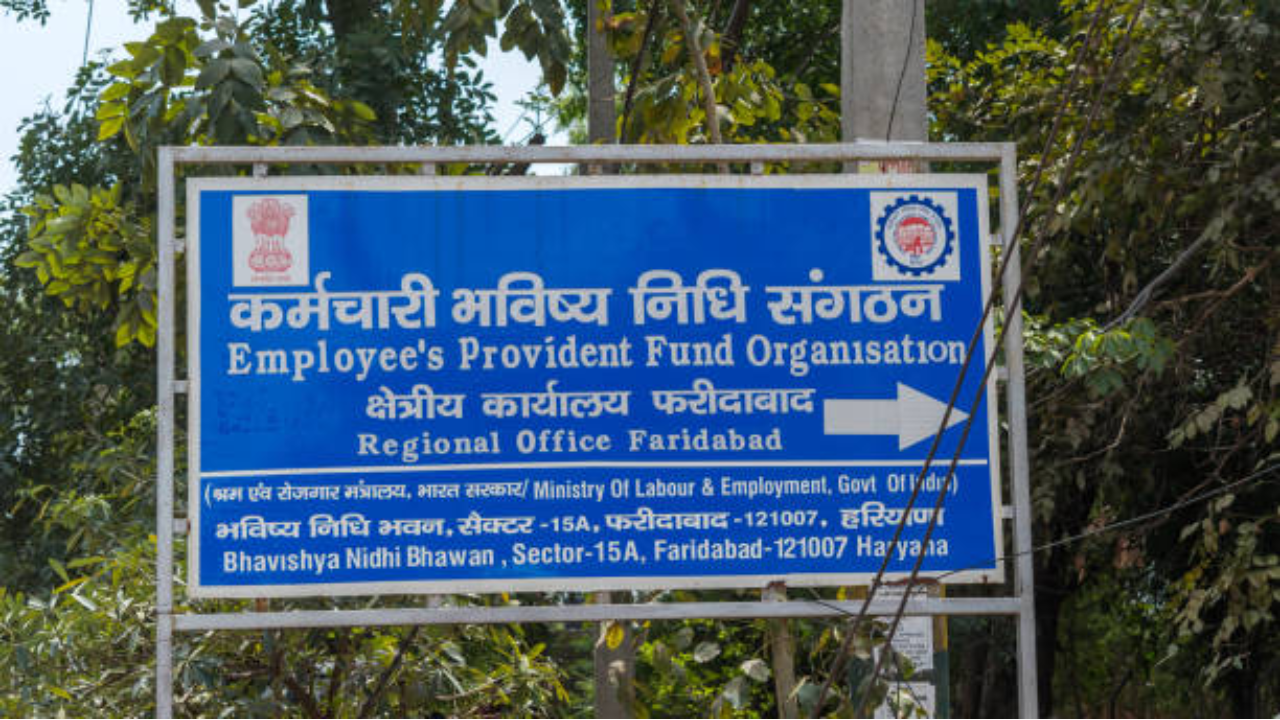 कर्मचारी भविष्य निधि संगठन
Employee's Provident Fund Organisation
क्षेत्रीय कार्यालय फरीदाबाद
Regional Office Faridabad
(श्रम एंव रोजगार मंत्रालय, भारत सरकार/ Ministry Of Labour & Employment, Govt Of India)
भविष्य निधि भवन, सैक्टर -15A, फरीदाबाद -121007, हरियाणा
Bhavishya Nidhi Bhawan , Sector-15A, Faridabad-121007 Haryana